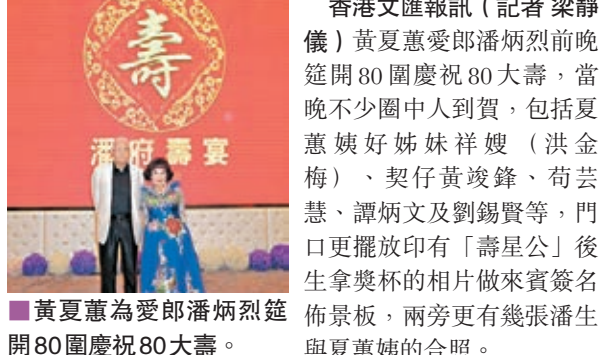 壽
潘府壽宴
■黃夏蕙為愛郎潘炳烈筵
開80圍慶祝80大壽。
香港文匯報訊（記者 梁靜
儀）黃夏蕙愛郎潘炳烈前晚
筵開80圍慶祝80大壽，當
晚不少圈中人到賀，包括夏
蕙姨好姊妹祥嫂（洪金
梅）、契仔黃竣鋒、苟芸
慧、譚炳文及劉錫賢等，門
口更擺放印有「壽星公」後
生拿獎杯的相片做來賓簽名
佈景板，兩旁更有幾張潘生
與夏蕙姨的合照。